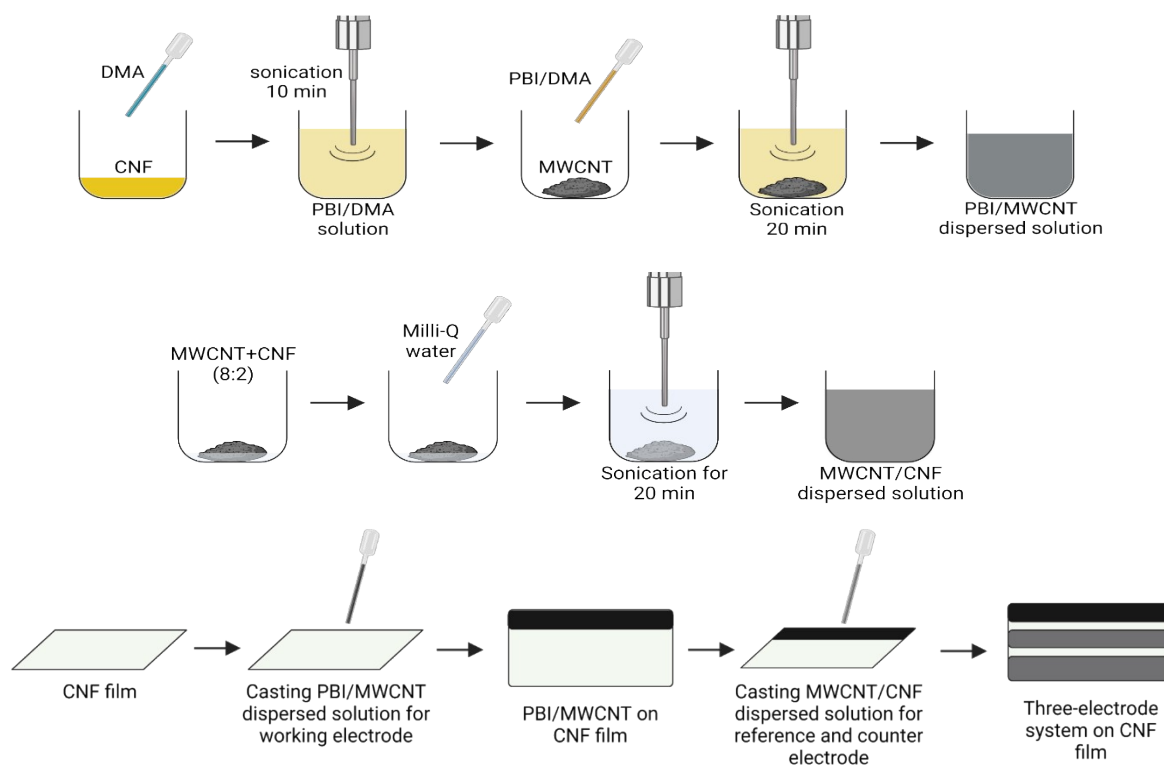 DMA
CNF
sonication
10 min
PBI/DMA
solution
PBI/DMA
MWCNT
Sonication
20 min
PBI/MWCNT
dispersed solution
MWCNT+CNF
(8:2)
Milli-Q
water
Sonication for
20 min
MWCNT/CNF
dispersed solution
CNF film
Casting PBI/MWCNT
dispersed solution for
working electrode
PBI/MWCNT on
CNF film
Casting MWCNT/CNF
dispersed solution for
reference and counter
electrode
Three-electrode
system on CNF
film